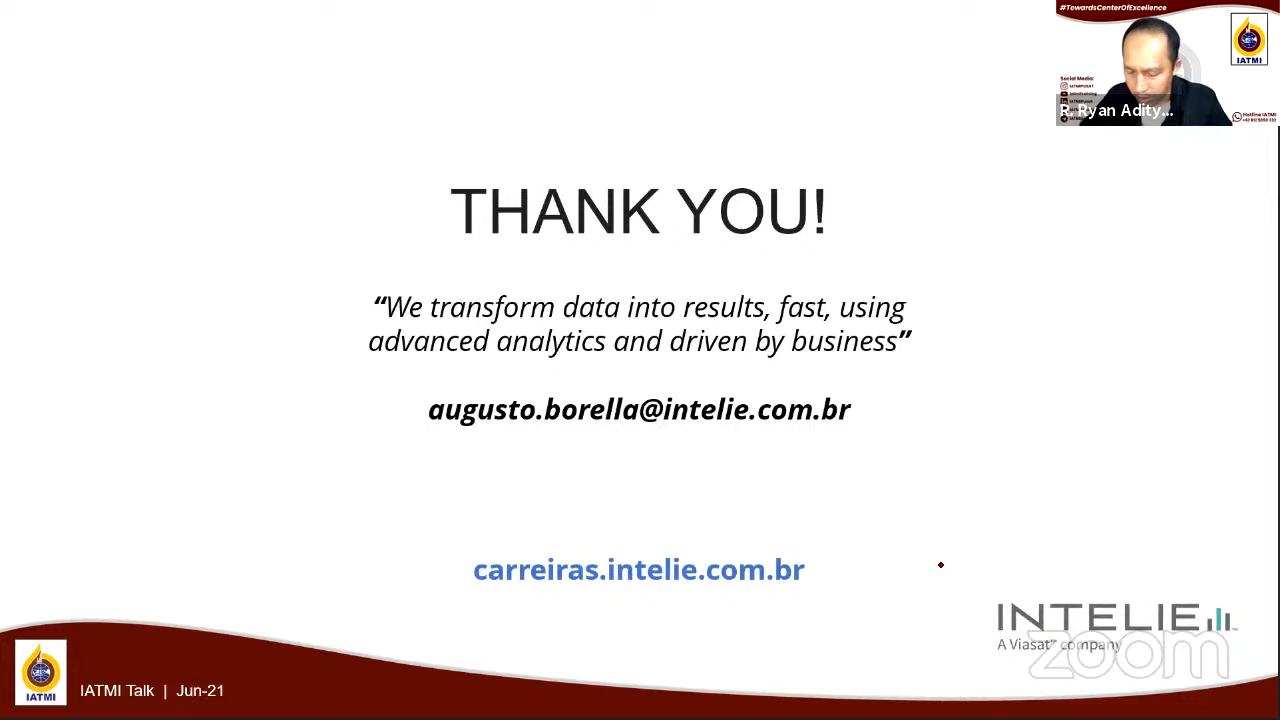 #TowardsCenterOfExcellence
IATMI
Social Media:
IATMIPUSAT
R. Ryan Adity...
Hotline IATMI
THANK YOU!
“We transform data into results, fast, using
advanced analytics and driven by business”
augusto.borella@intelie.com.br
carreiras.intelie.com.br
INTELIE
A Viasat™ company
zoom
IATMI
IATMI Talk | Jun-21